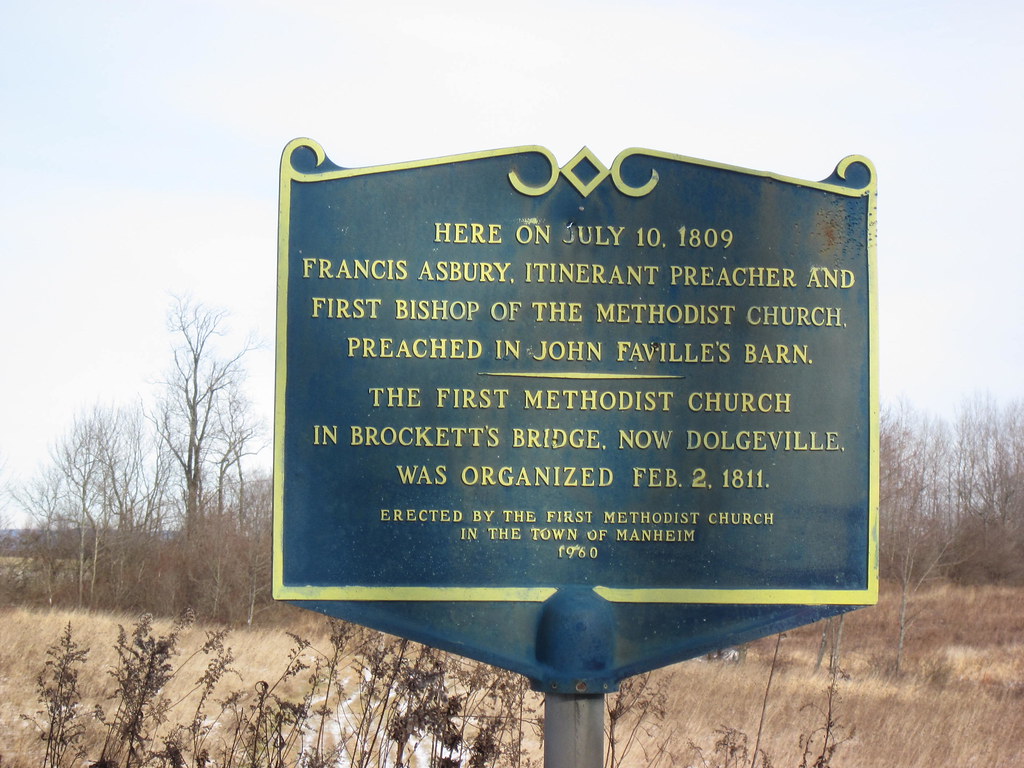 HERE ON JULY 10, 1809
FRANCIS ASBURY, ITINERANT PREACHER AND
FIRST BISHOP OF THE METHODIST CHURCH,
PREACHED IN JOHN FAVILLE'S BARN.
THE FIRST METHODIST CHURCH
IN BROCKETT'S BRIDGE, NOW DOLGEVILLE,
WAS ORGANIZED FEB. 2, 1811.
ERECTED BY THE FIRST METHODIST CHURCH
IN THE TOWN OF MANHEIM
1960